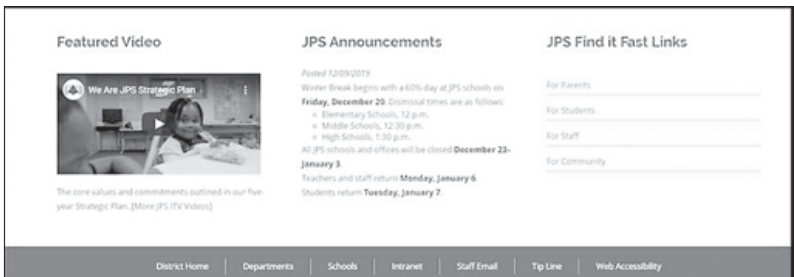 Featured Video
We Are JPS Strategic Plan
The core values and commitments outlined in our five-
year Strategic Plan. [More JPS ITV Videos]
JPS Announcements
Posted 12/09/2019
Winter Break begins with a 60% day at JPS schools on
Friday, December 20. Dismissal times are as follows:
Elementary Schools, 12 p.m.
Middle Schools, 12:30 p.m.
High Schools, 1:30 p.m.
All JPS schools and offices will be closed December 23-
January 3.
Teachers and staff return Monday, January 6.
Students return Tuesday, January 7.
JPS Find it Fast Links
For Parents
For Students
For Staff
For Community
District Home
Departments
Schools
Intranet
Staff Email
Tip Line
Web Accessibility